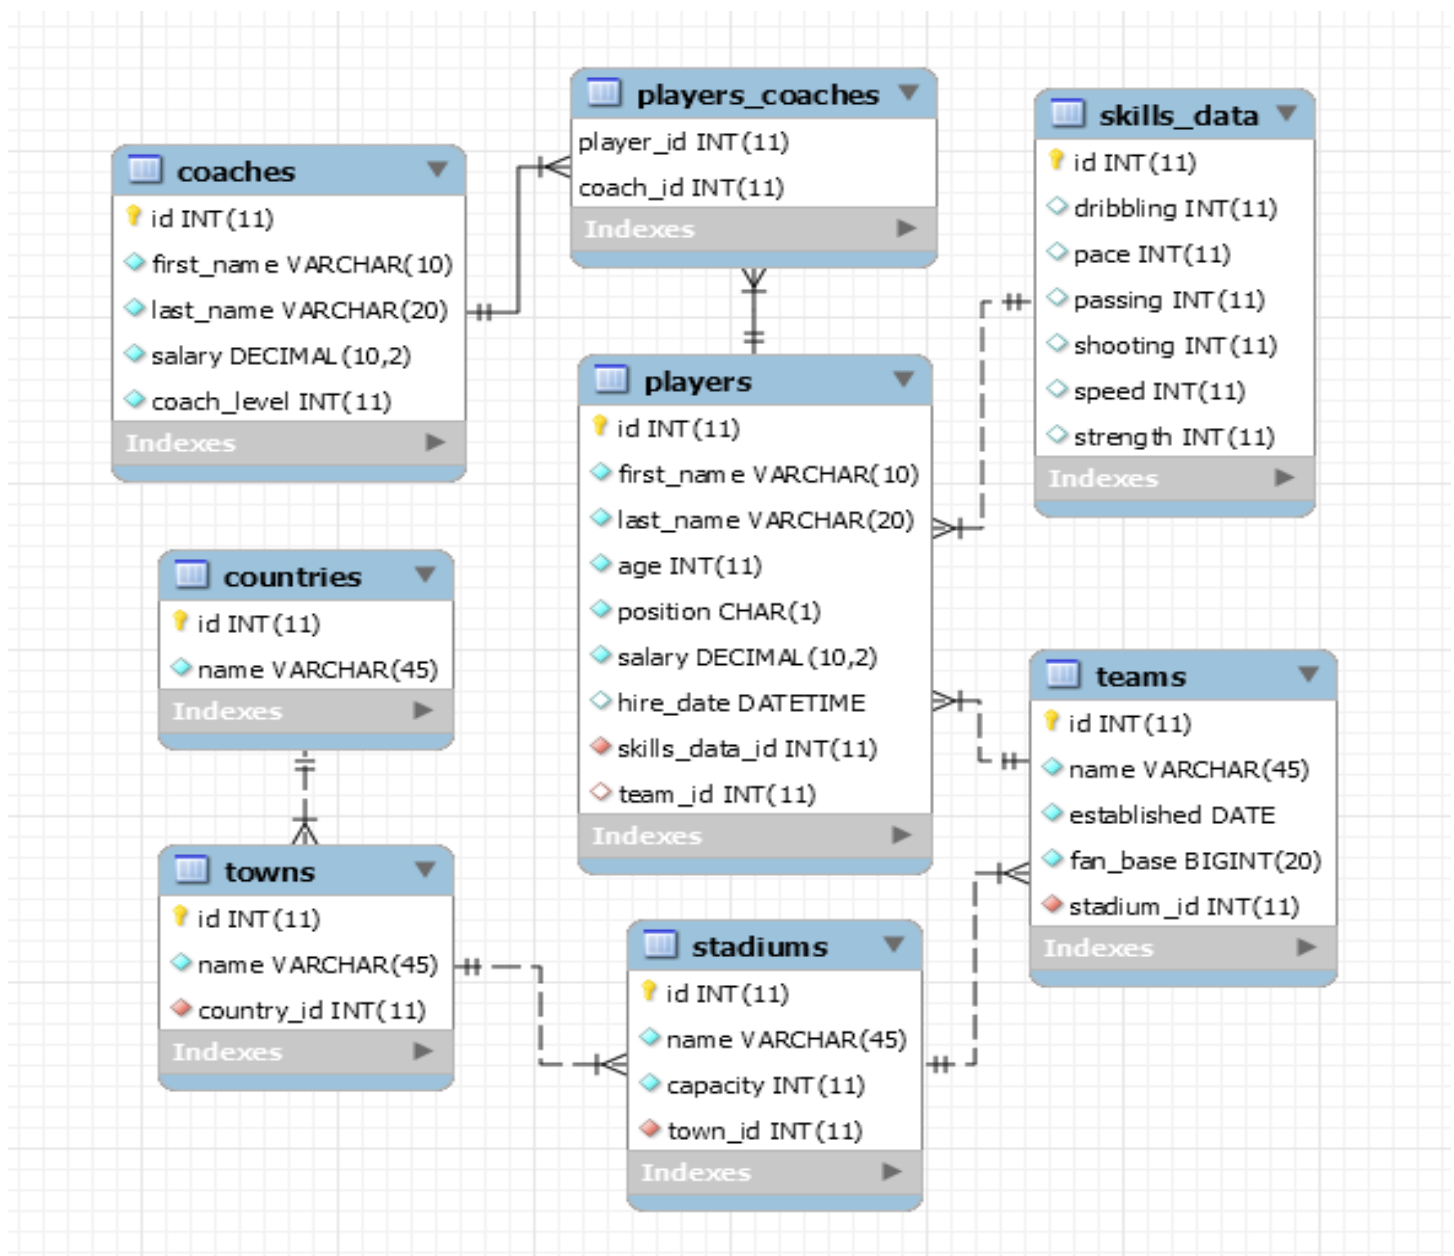 players_coaches
player_id INT(11)
coach_id INT(11)
Indexes
skills_data
id INT(11)
dribbling INT(11)
pace INT(11)
passing INT(11)
shooting INT(11)
speed INT(11)
strength INT(11)
Indexes
coaches
id INT(11)
first_name VARCHAR(10)
last_name VARCHAR(20)
salary DECIMAL(10,2)
coach_level INT(11)
Indexes
players
id INT(11)
first_name VARCHAR(10)
last_name VARCHAR(20)
age INT(11)
position CHAR(1)
salary DECIMAL(10,2)
hire_date DATETIME
skills_data_id INT(11)
team_id INT(11)
Indexes
countries
id INT(11)
name VARCHAR(45)
Indexes
teams
id INT(11)
name VARCHAR(45)
established DATE
fan_base BIGINT(20)
stadium_id INT(11)
Indexes
towns
id INT(11)
name VARCHAR(45)
country_id INT(11)
Indexes
stadiums
id INT(11)
name VARCHAR(45)
capacity INT(11)
town_id INT(11)
Indexes